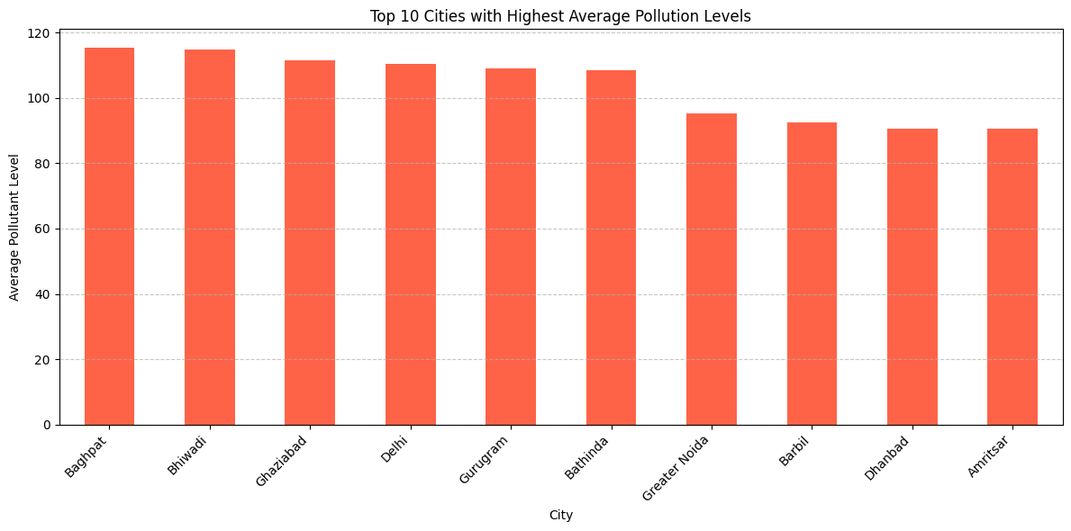 Top 10 Cities with Highest Average Pollution Levels
Average Pollutant Level
120
100
80
60
40
20
0
Baghpat
Bhiwadi
Ghaziabad
Delhi
Gurugram
Bathinda
Greater Noida
Barbil
Dhanbad
Amritsar
City